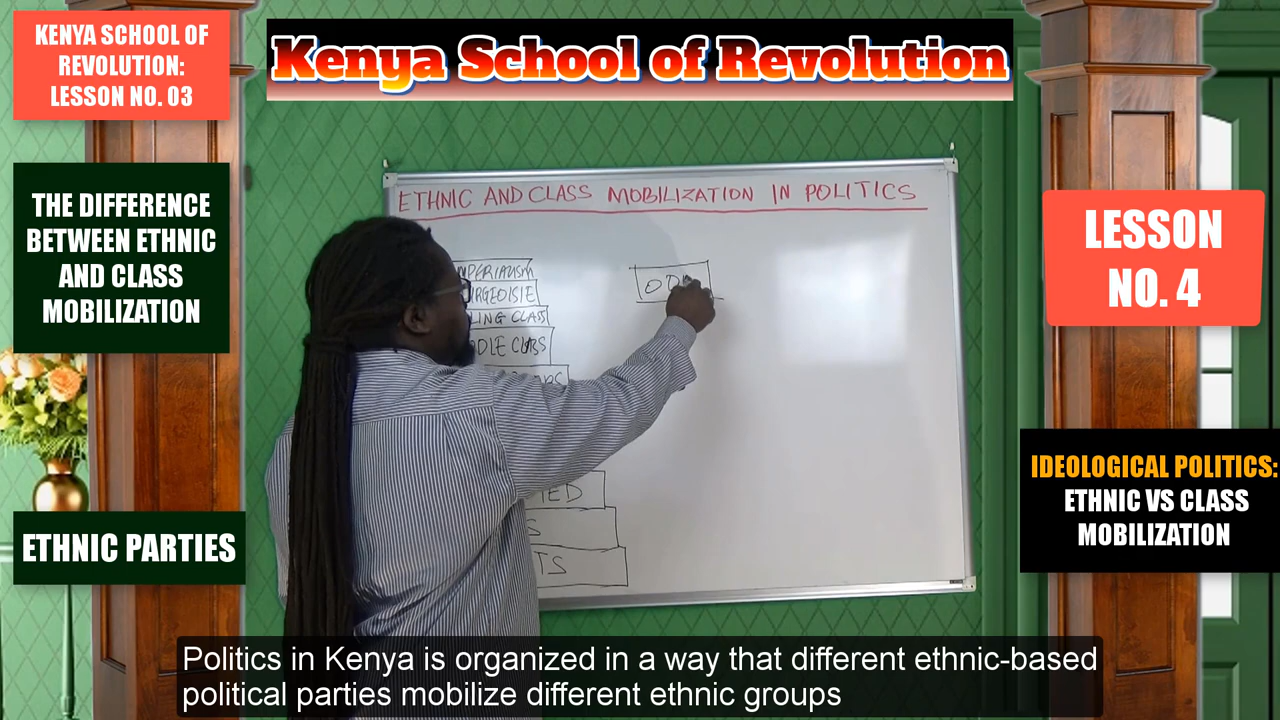 KENYA SCHOOL OF
REVOLUTION:
LESSON NO. 03
Kenya School of Revolution
THE DIFFERENCE
BETWEEN ETHNIC
AND CLASS
MOBILIZATION
ETHNIC PARTIES
ETHNIC AND CLASS MOBILIZATION IN POLITICS
LESSON
NO. 4
IDEOLOGICAL POLITICS:
ETHNIC VS CLASS
MOBILIZATION
Politics in Kenya is organized in a way that different ethnic-based
political parties mobilize different ethnic groups